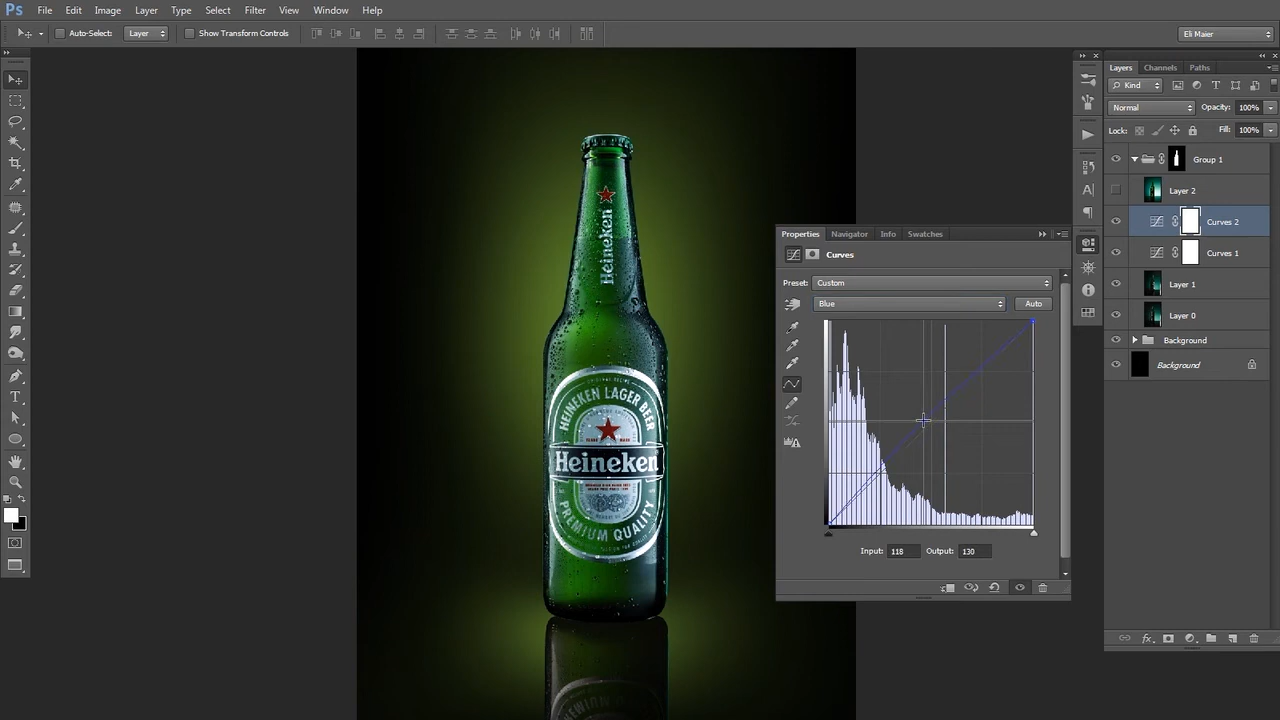 Ps File Edit Image Layer Type Select Filter View Window Help
Auto-Select: Layer Show Transform Controls Eli Maier
Layers Channels Paths
Kind
Normal Opacity: 100%
Lock: Fill: 100%
Group 1
Layer 2
Curves 2
Curves 1
Layer 1
Layer 0
Background
Background
Properties Navigator Info Swatches
Curves
Preset: Custom
Blue Auto
Input: 118 Output: 130
Heineken
HEINEKEN LAGER BEER
Heineken
PREMIUM QUALITY